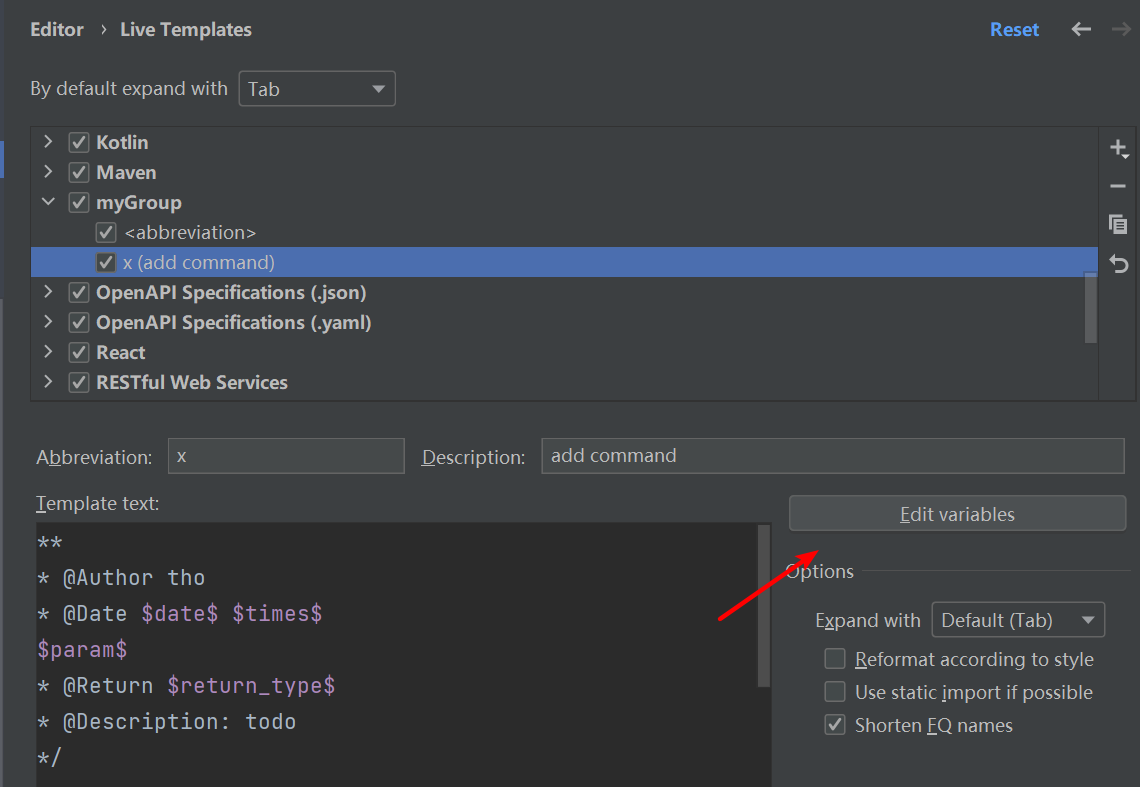 Editor › Live Templates
Reset
By default expand with Tab
Kotlin
Maven
myGroup
<abbreviation>
x (add command)
OpenAPI Specifications (.json)
OpenAPI Specifications (.yaml)
React
RESTful Web Services
Abbreviation: x
Description: add command
Template text:
**
* @Author tho
* @Date $date$ $times$
$param$
* @Return $return_type$
* @Description: todo
*/
Edit variables
Options
Expand with Default (Tab)
Reformat according to style
Use static import if possible
Shorten FQ names